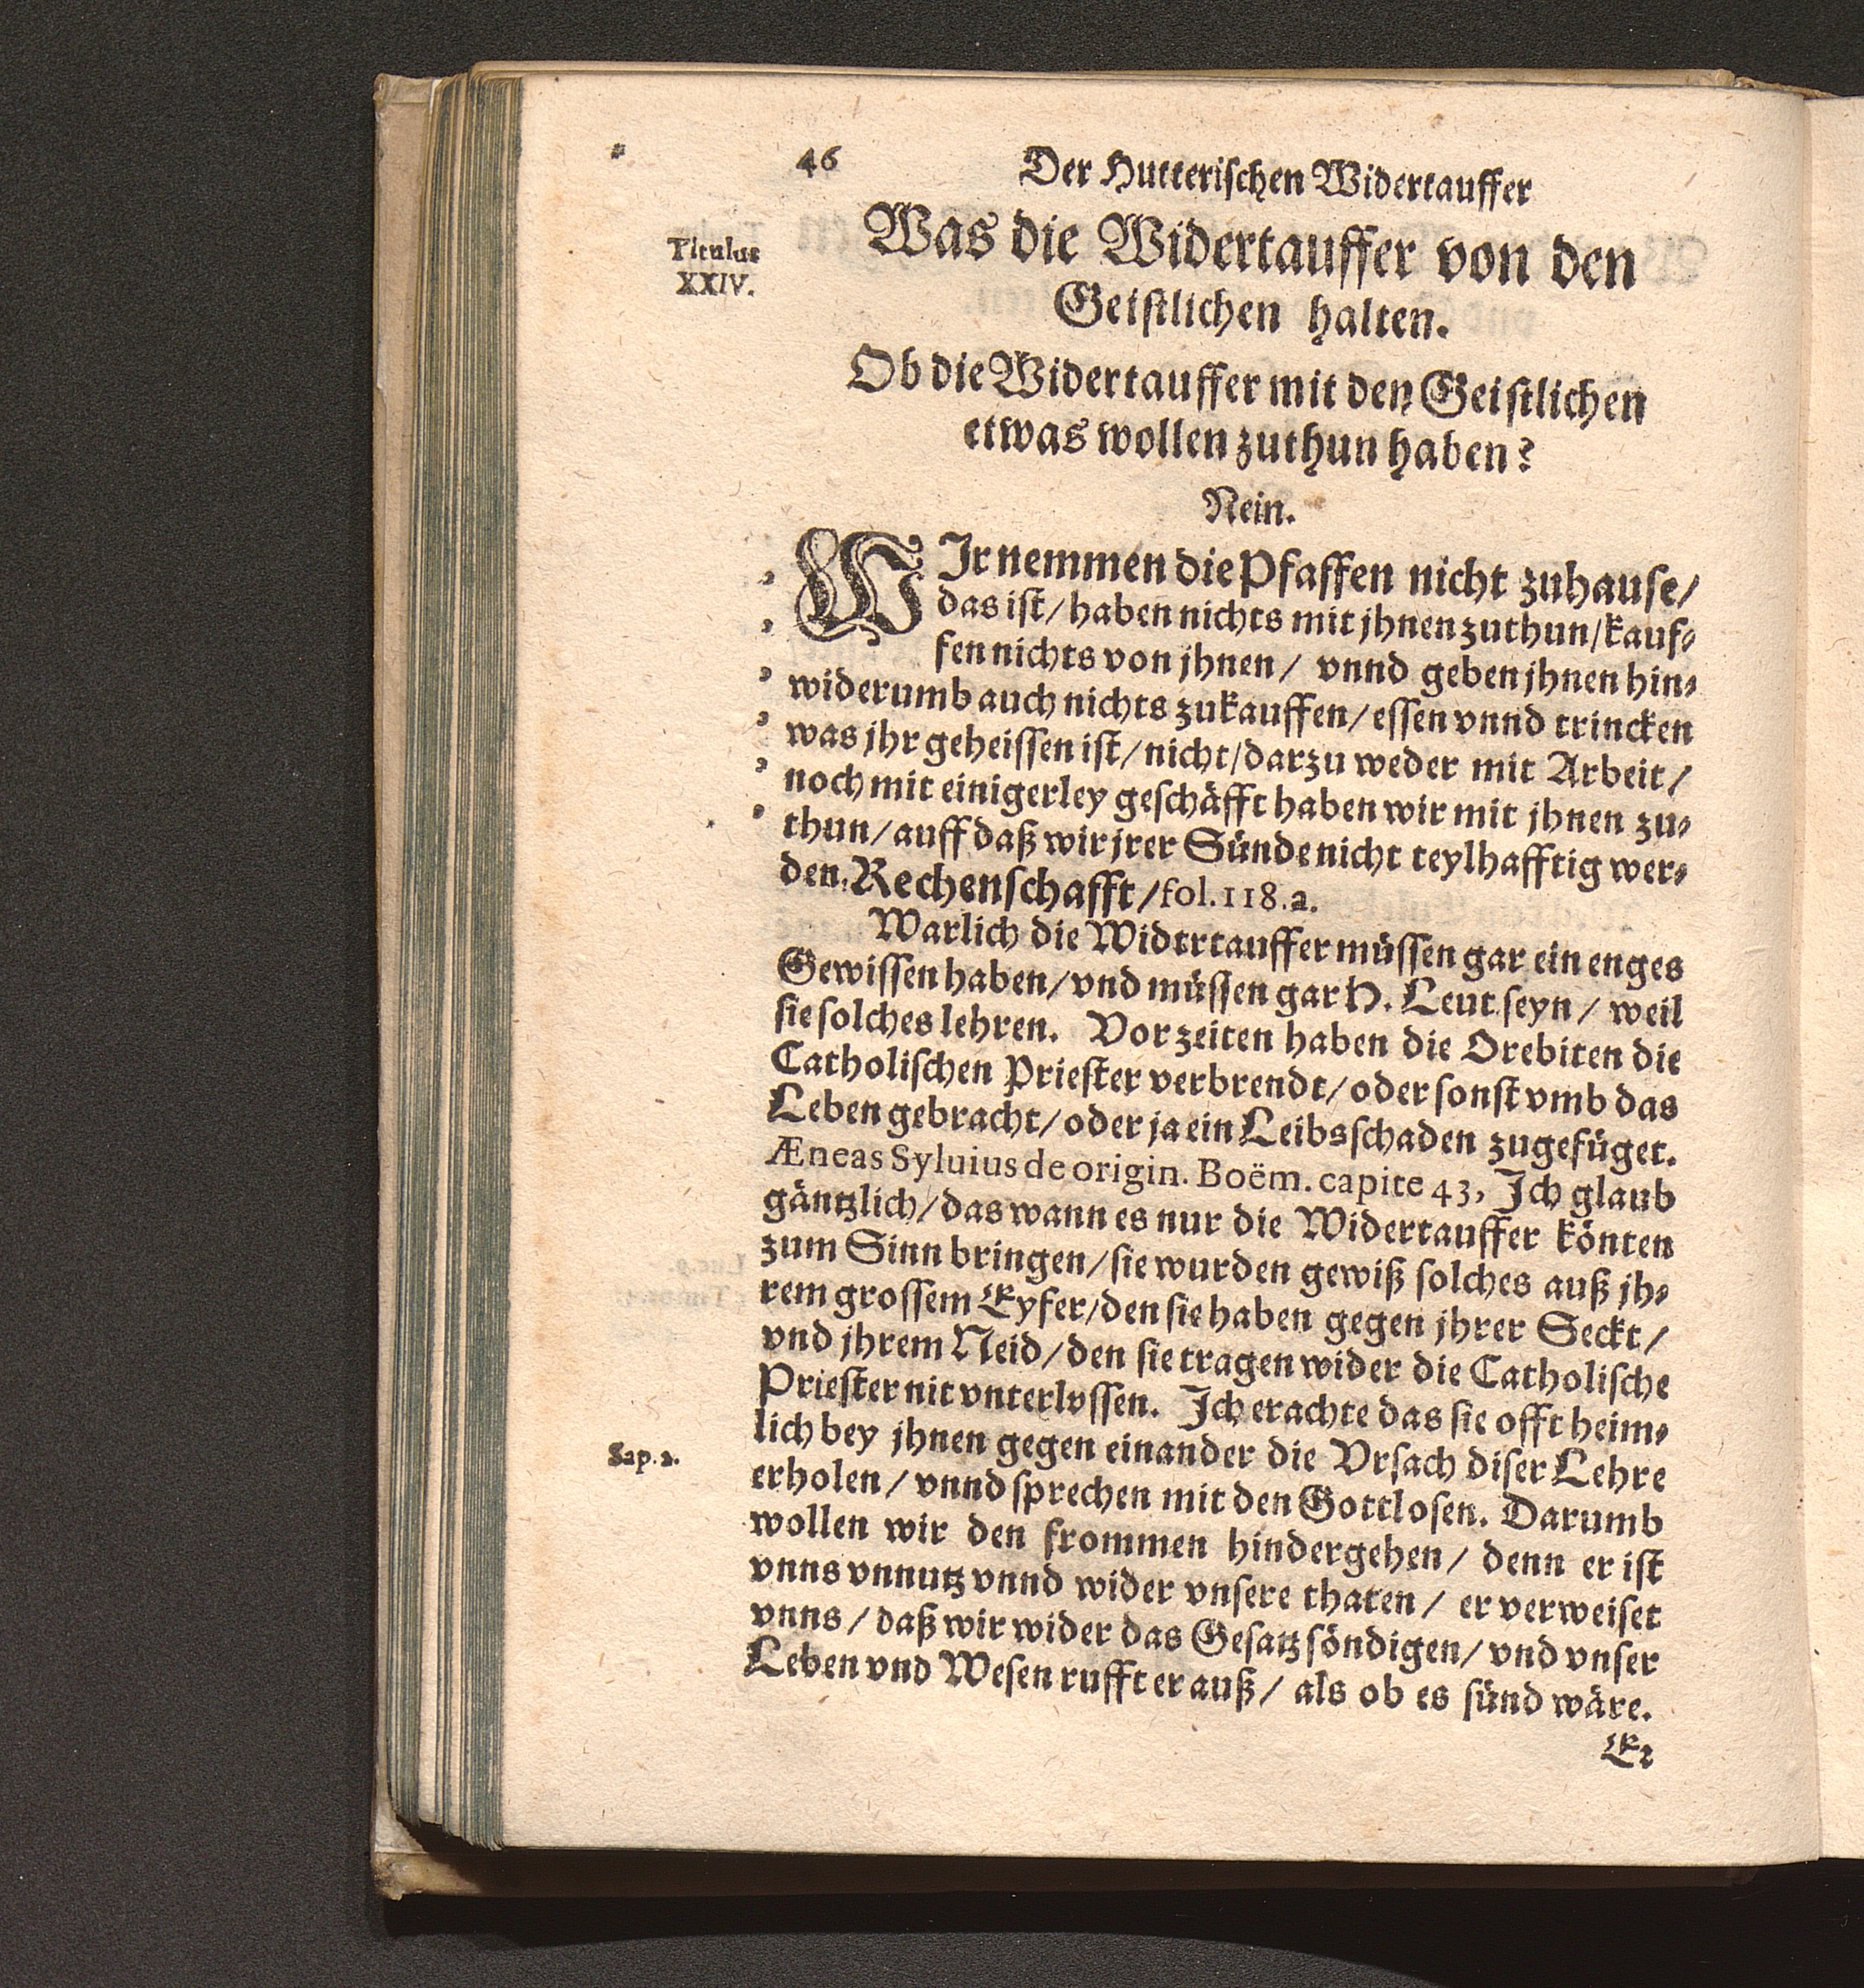 46 Der Hutterischen Widertauffer
Titulus
XXIV.
Was die Widertauffer von den
Geistlichen halten.
Ob die Widertauffer mit den Geistlichen
etwas wollen zuthun haben?
Nein.
WIr nemmen die Pfaffen nicht zuhause/
das ist/ haben nichts mit jhnen zuthun/ kauf⸗
fen nichts von jhnen/ vnnd geben jhnen hin⸗
widerumb auch nichts zukauffen/ essen vnnd trincken
was jhr geheissen ist/ nicht/ darzu weder mit Arbeit/
noch mit einigerley geschäfft haben wir mit jhnen zu⸗
thun/ auff daß wir jrer Sünde nicht teylhafftig wer⸗
den. Rechenschafft/ fol. 118.a.
Warlich die Widertauffer müssen gar ein enges
Gewissen haben/ vnd müssen gar H. Leut seyn/ weil
sie solches lehren. Vorzeiten haben die Orebiten die
Catholischen Priester verbrendt/ oder sonst vmb das
Leben gebracht/ oder ja ein Leibsschaden zugefüget.
Æneas Syluius de origin. Boëm. capite 43, Ich glaub
gäntzlich/ das wann es nur die Widertauffer könten
zum Sinn bringen/ sie wurden gewiß solches auß jh⸗
rem grossem Eyfer/ den sie haben gegen jhrer Seckt/
vnd jhrem Neid/ den sie tragen wider die Catholische
Priester nit vnterlossen. Ich erachte das sie offt heim⸗
lich bey jhnen gegen einander die Vrsach diser Lehre
Sap. 2.
erholen/ vnnd sprechen mit den Gottlosen. Darumb
wollen wir den frommen hindergehen/ denn er ist
vnns vnnutz vnnd wider vnsere thaten/ er verweiset
vnns/ daß wir wider das Gesatz söndigen/ vnd vnser
Leben vnd Wesen rufft er auß/ als ob es sünd wäre.
Er